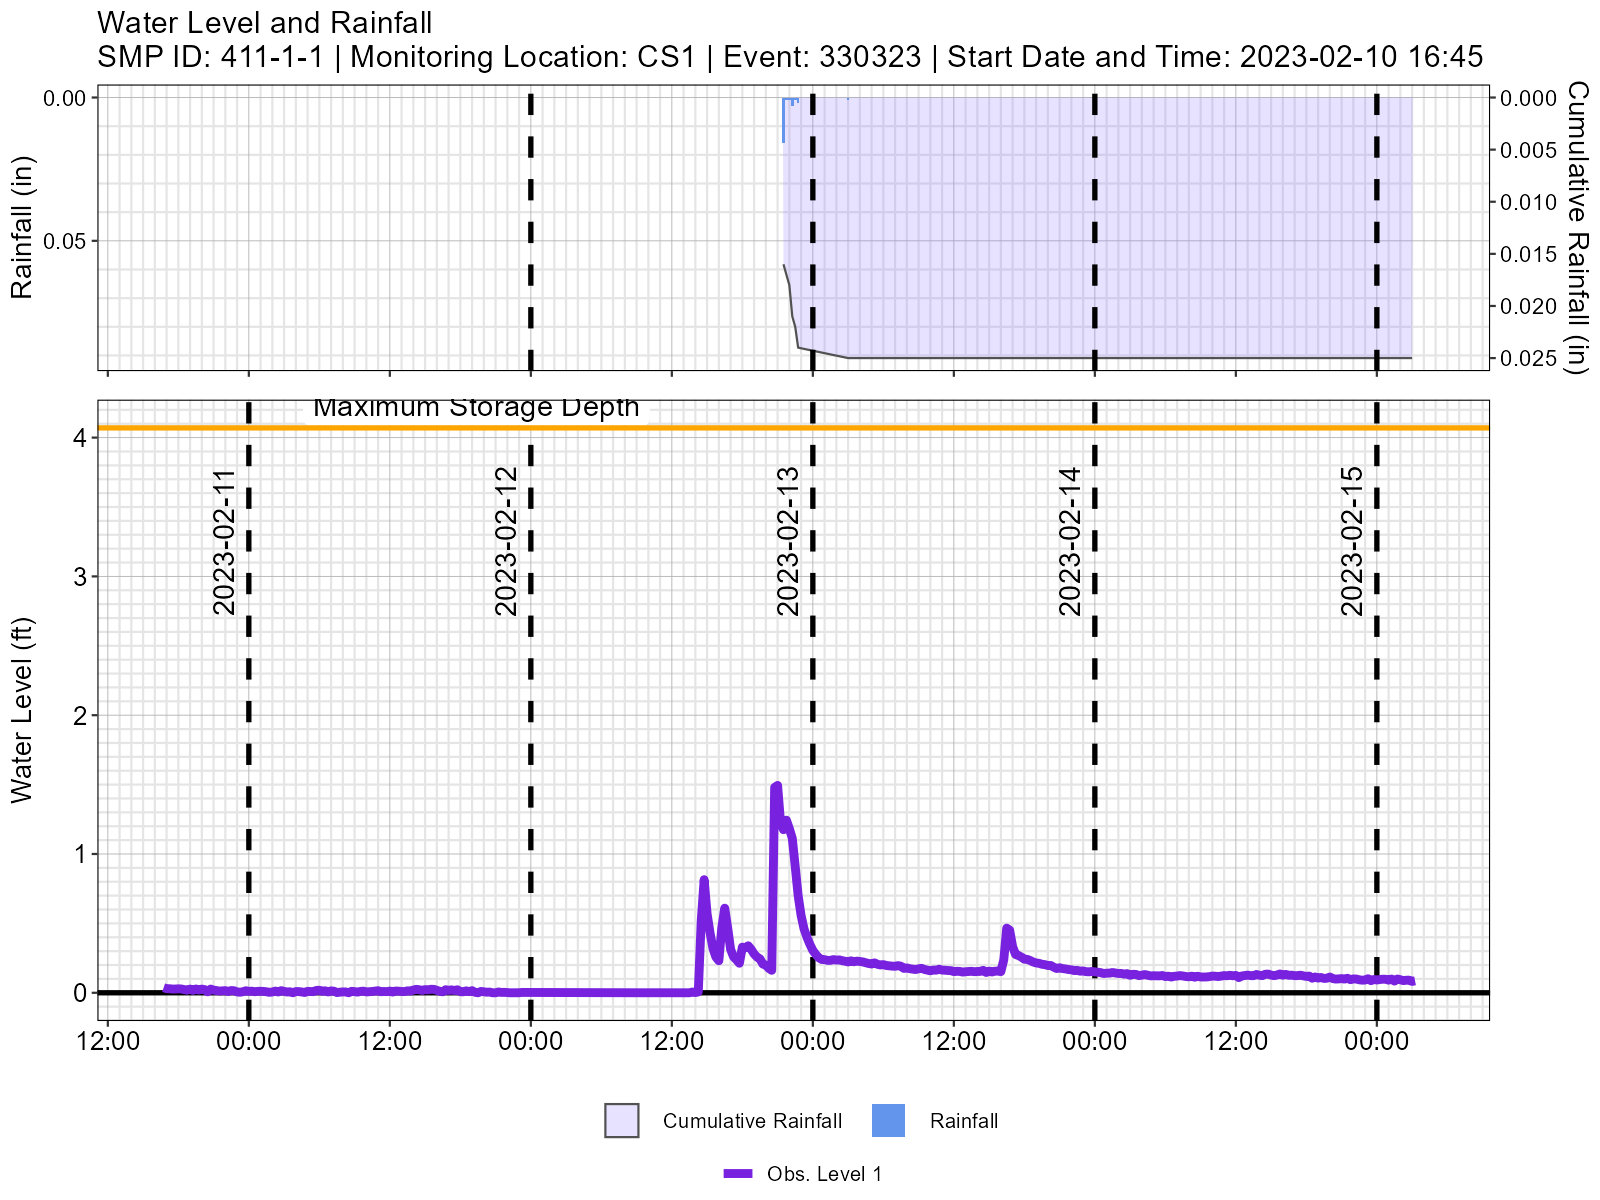 Water Level and Rainfall
SMP ID: 411-1-1 | Monitoring Location: CS1 | Event: 330323 | Start Date and Time: 2023-02-10 16:45
Rainfall (in)
0.00
0.05
0.000
0.005
0.010
0.015
0.020
0.025
Cumulative Rainfall (in)
Maximum Storage Depth
Water Level (ft)
4
3
2
1
0
2023-02-11
2023-02-12
2023-02-13
2023-02-14
2023-02-15
12:00 00:00 12:00 00:00 12:00 00:00 12:00 00:00 12:00 00:00
Cumulative Rainfall Rainfall
Obs. Level 1